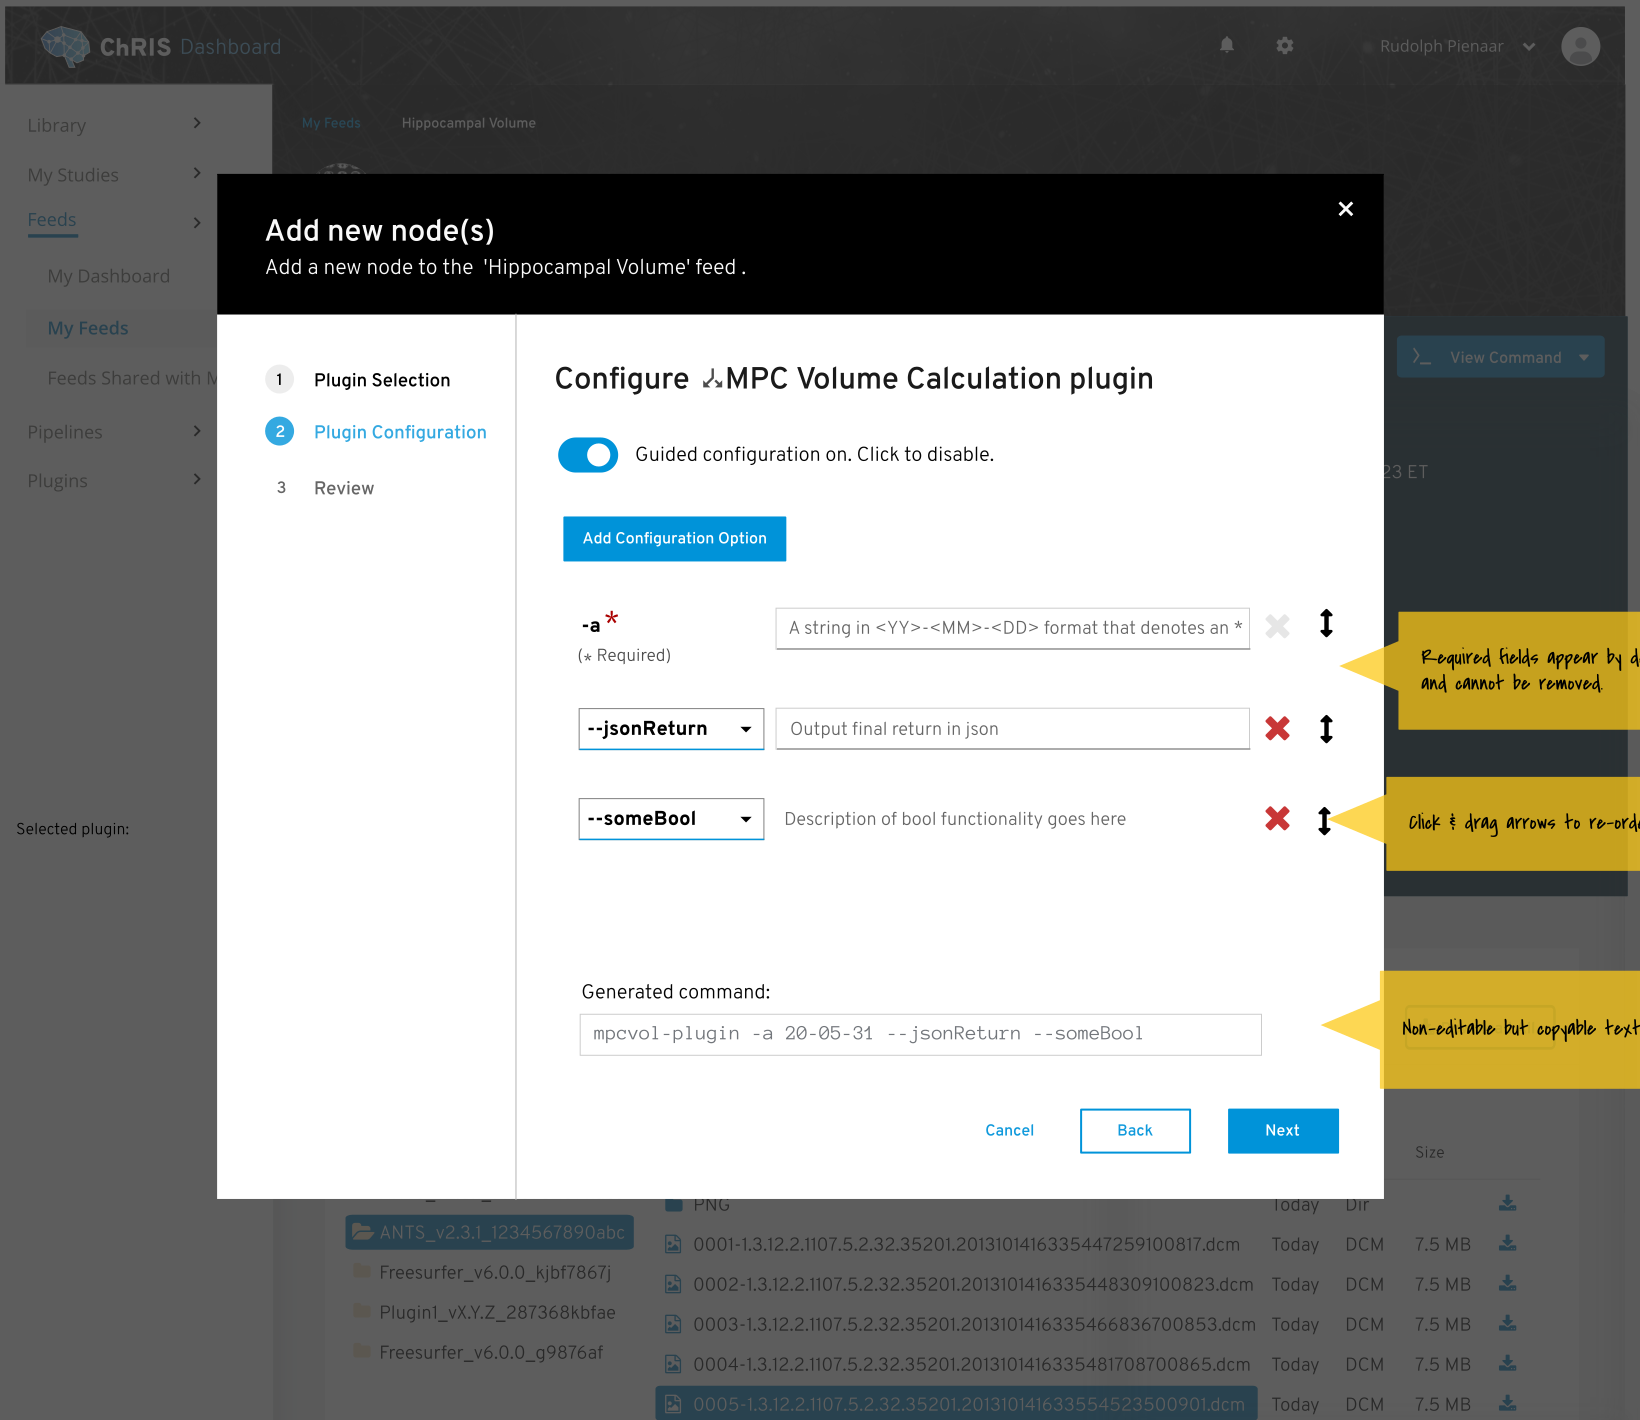 ChRIS Dashboard
Rudolph Pienaar
Library
My Studies
Feeds
My Dashboard
My Feeds
Feeds Shared with M
Pipelines
Plugins
Selected plugin:
My Feeds
Hippocampal Volume
Add new node(s)
Add a new node to the 'Hippocampal Volume' feed .
1 Plugin Selection
2 Plugin Configuration
3 Review
Configure MPC Volume Calculation plugin
Guided configuration on. Click to disable.
Add Configuration Option
-a*
(* Required)
A string in <YY>-<MM>-<DD> format that denotes an *
--jsonReturn
Output final return in json
--someBool
Description of bool functionality goes here
Generated command:
mpcvol-plugin -a 20-05-31 --jsonReturn --someBool
Cancel
Back
Next
>_ View Command
23 ET
Required fields appear by de
and cannot be removed.
Click & drag arrows to re-orde
Non-editable but copyable text
Size
ANTS_v2.3.1_1234567890abc
Freesurfer_v6.0.0_kjbf7867j
Plugin1_vX.Y.Z_287368kbfae
Freesurfer_v6.0.0_g9876af
PNG Today Dir
0001-1.3.12.2.1107.5.2.32.35201.2013101416335447259100817.dcm Today DCM 7.5 MB
0002-1.3.12.2.1107.5.2.32.35201.2013101416335448309100823.dcm Today DCM 7.5 MB
0003-1.3.12.2.1107.5.2.32.35201.2013101416335466836700853.dcm Today DCM 7.5 MB
0004-1.3.12.2.1107.5.2.32.35201.2013101416335481708700865.dcm Today DCM 7.5 MB
0005-1.3.12.2.1107.5.2.32.35201.201310141633554523500901.dcm Today DCM 7.5 MB